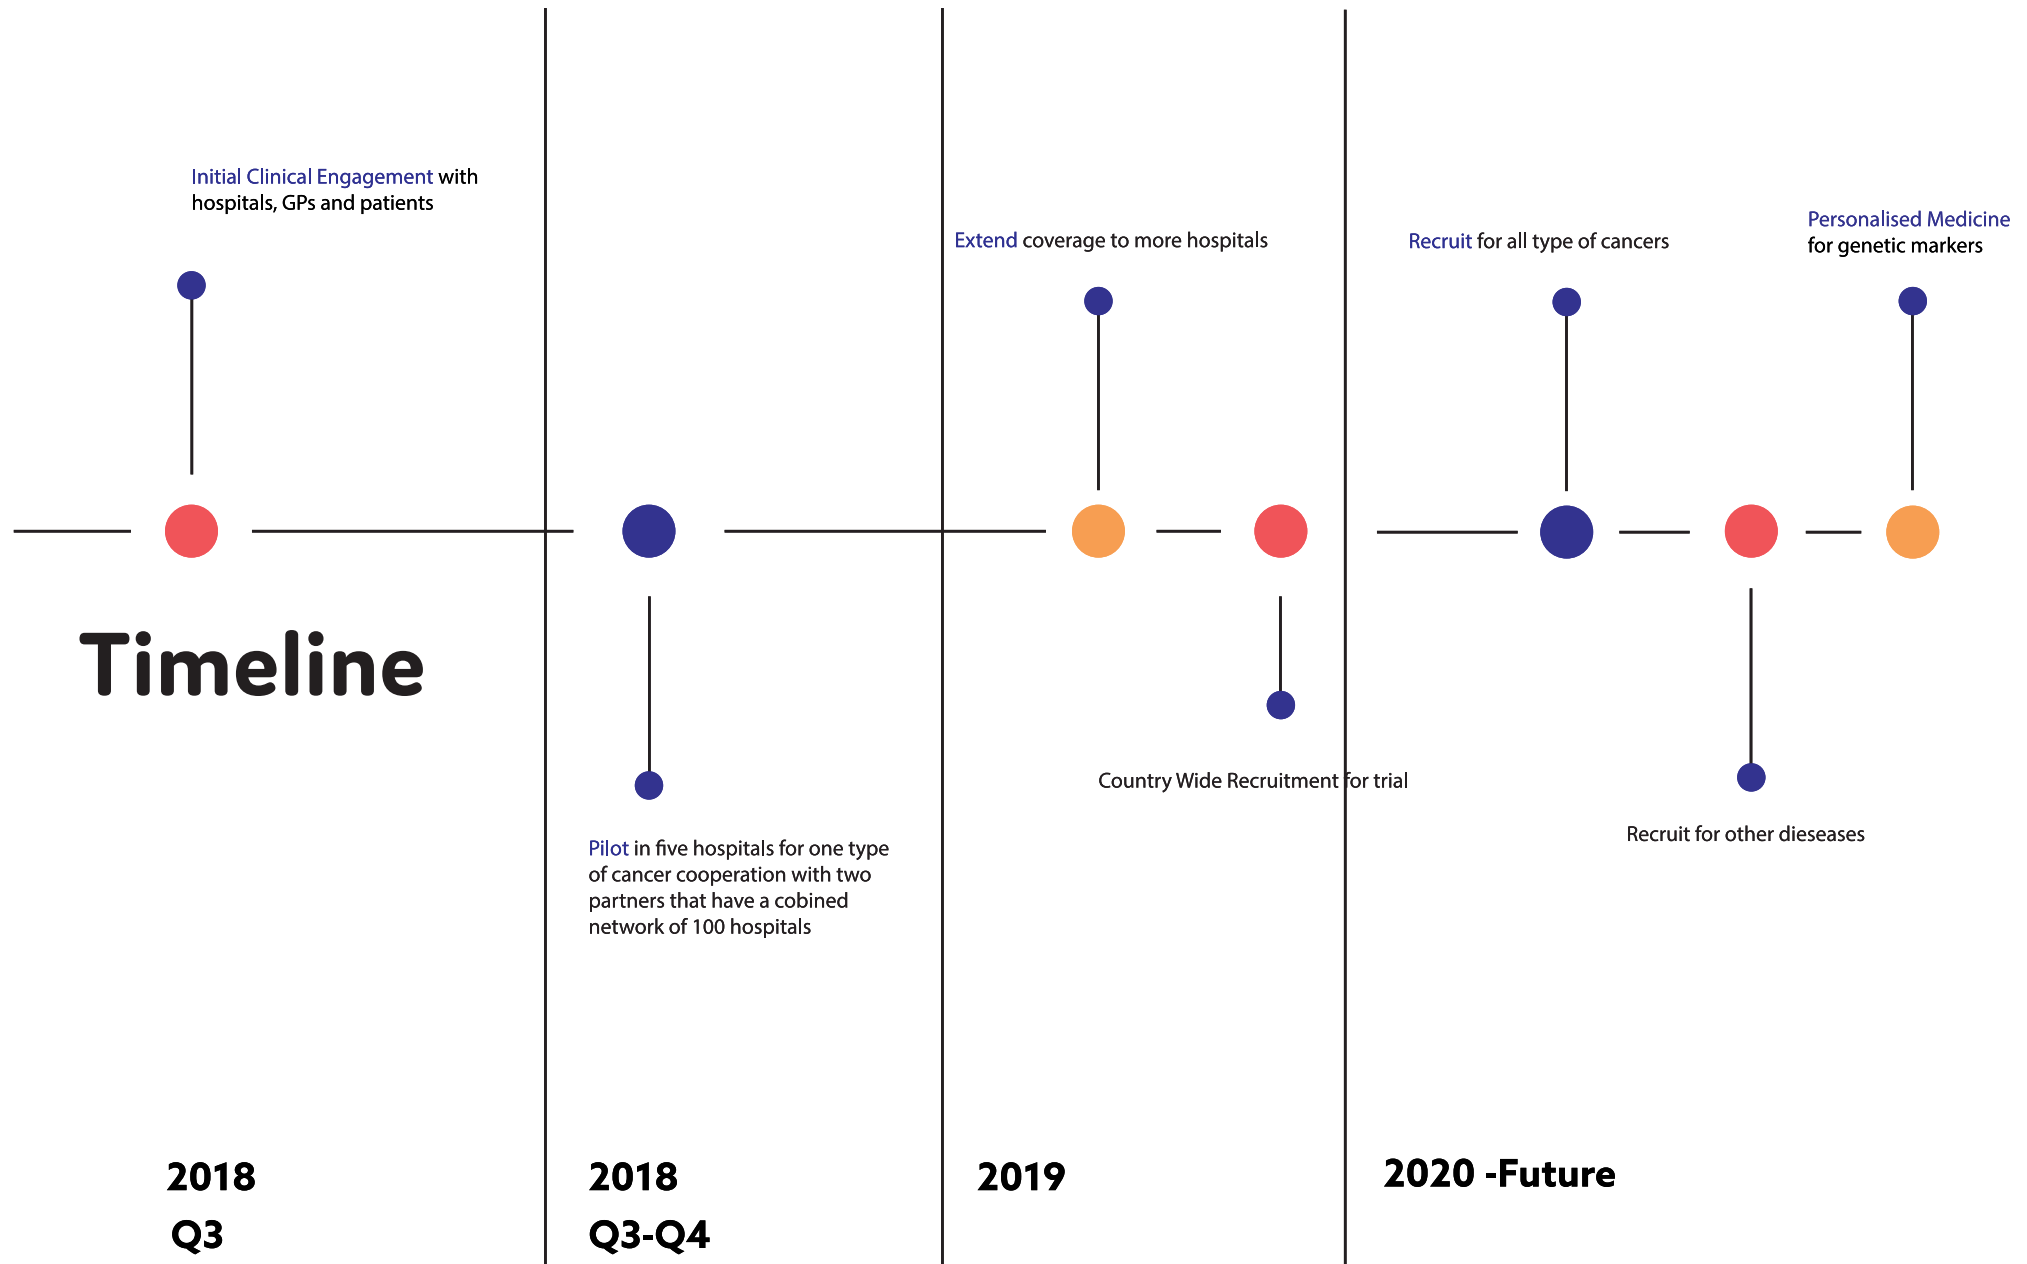 Initial Clinical Engagement with
hospitals, GPs and patients
Extend coverage to more hospitals
Recruit for all type of cancers
Personalised Medicine
for genetic markers
Timeline
Country Wide Recruitment for trial
Pilot in five hospitals for one type
of cancer cooperation with two
partners that have a cobined
network of 100 hospitals
Recruit for other dieseases
2018
Q3
2018
Q3-Q4
2019
2020 -Future